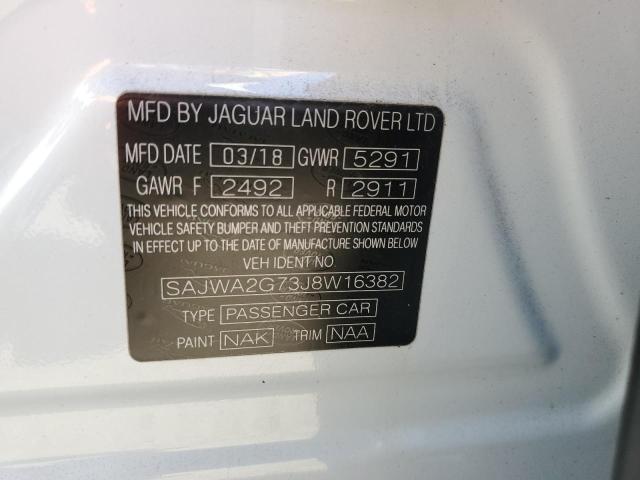 MFD BY JAGUAR LAND ROVER LTD
MFD DATE 03/18 GVWR 5291
GAWR F 2492 R 2911
THIS VEHICLE CONFORMS TO ALL APPLICABLE FEDERAL MOTOR
VEHICLE SAFETY BUMPER AND THEFT PREVENTION STANDARDS
IN EFFECT UP TO THE DATE OF MANUFACTURE SHOWN BELOW
VEH IDENT NO.
SAJWA2G73J8W16382
TYPE PASSENGER CAR
PAINT NAK TRIM NAA